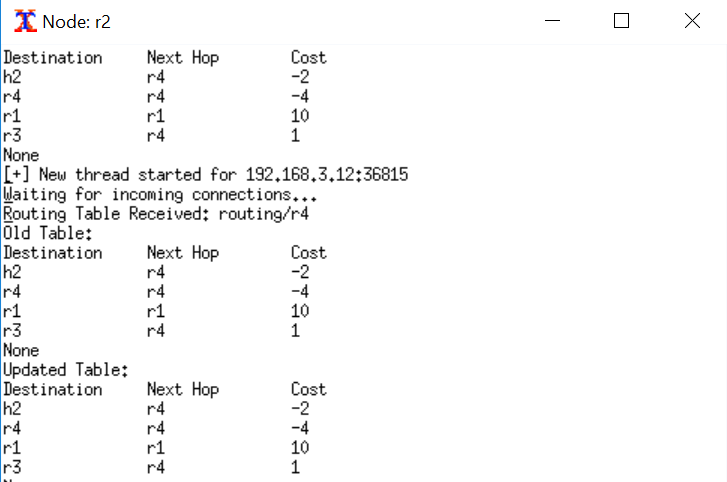 Node: r2
Destination Next Hop Cost
h2 r4 -2
r4 r4 -4
r1 r1 10
r3 r4 1
None
[+] New thread started for 192.168.3.12:36815
Waiting for incoming connections...
Routing Table Received: routing/r4
Old Table:
Destination Next Hop Cost
h2 r4 -2
r4 r4 -4
r1 r1 10
r3 r4 1
None
Updated Table:
Destination Next Hop Cost
h2 r4 -2
r4 r4 -4
r1 r1 10
r3 r4 1